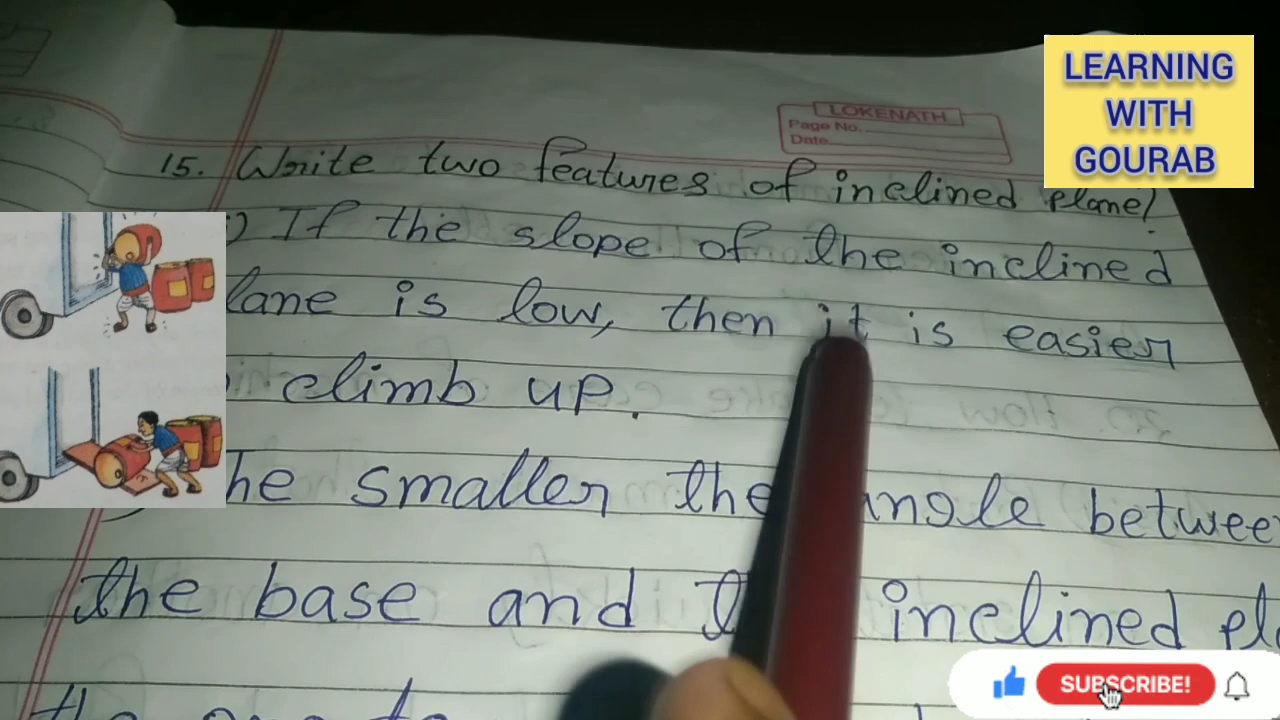 LEARNING
WITH
GOURAB
LOKENATH
Page No.
Date
15. Write two features of inclined plane/
) If the slope of the inclined
lane is low, then it is easier
climb up.
he smaller the angle between
the base and inclined
SUBSCRIBE!